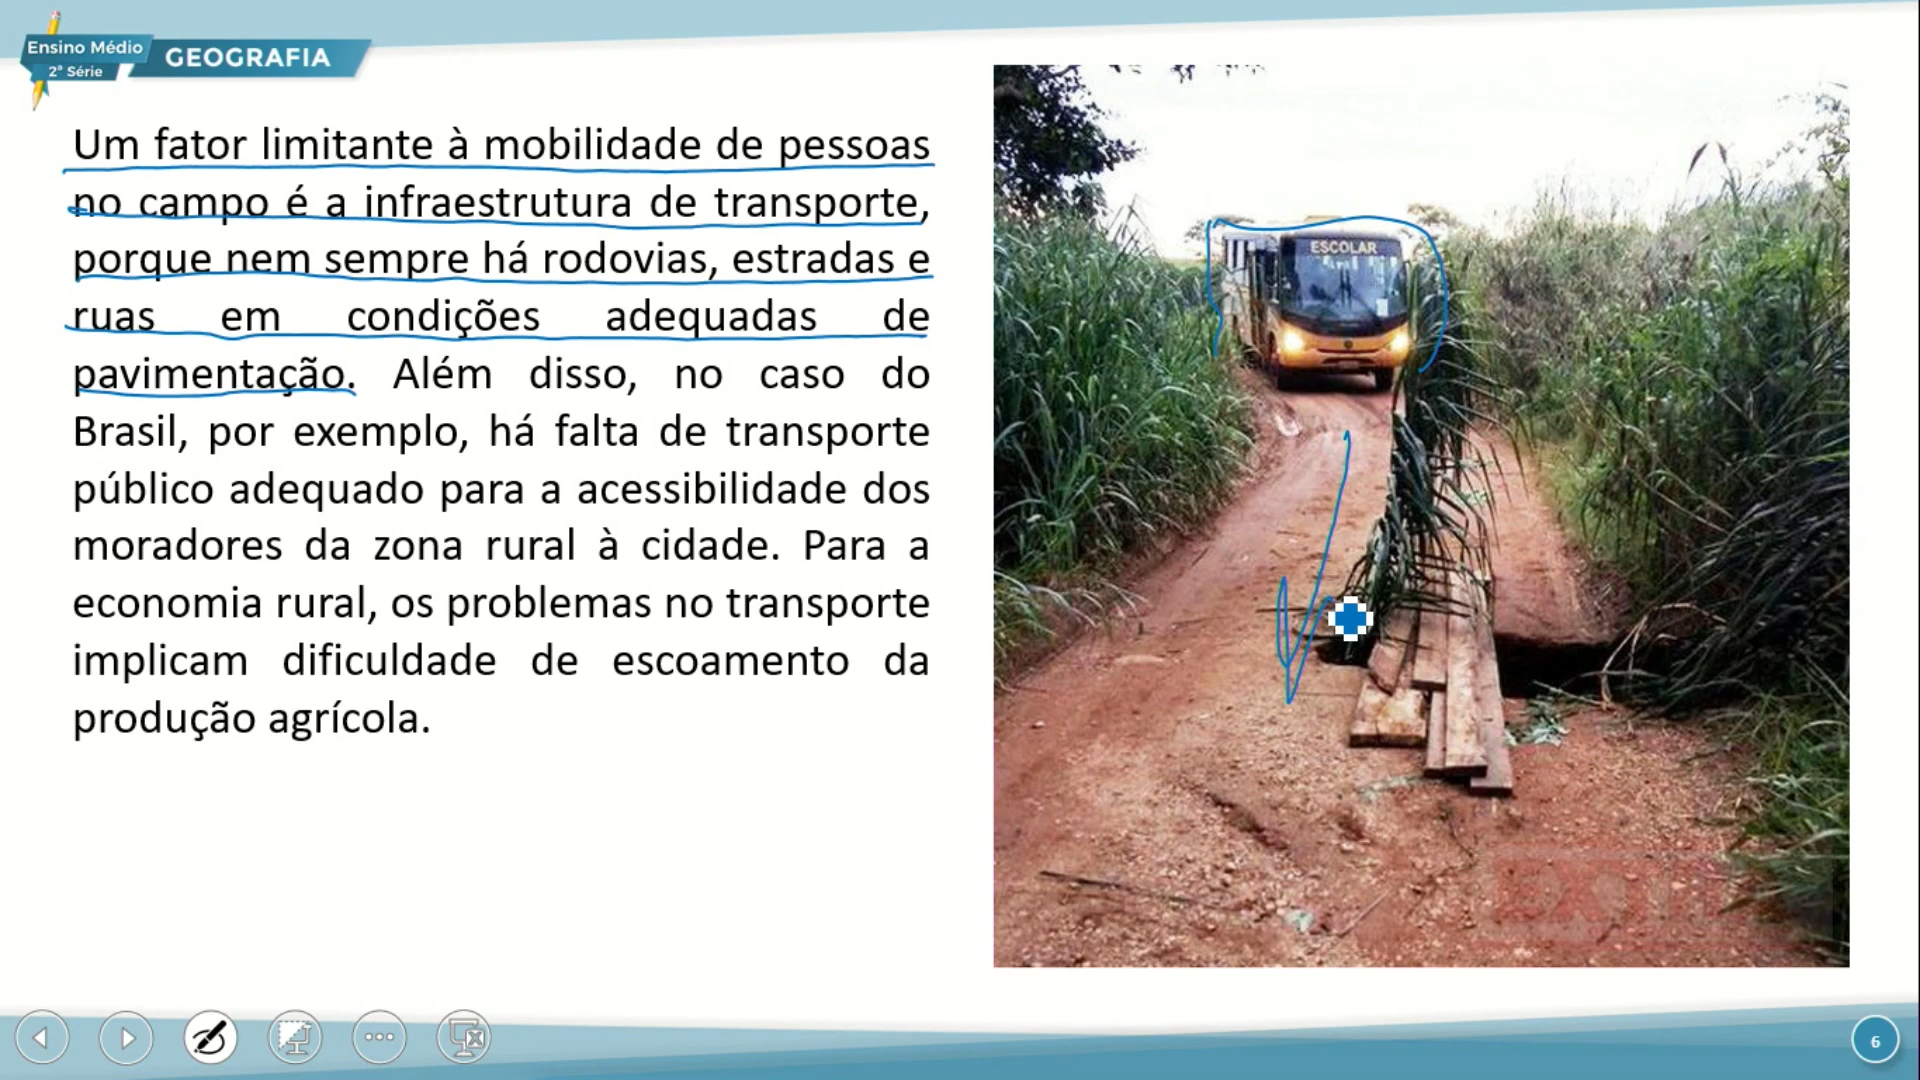 Ensino Médio
2ª Série
GEOGRAFIA
Um fator limitante à mobilidade de pessoas
no campo é a infraestrutura de transporte,
porque nem sempre há rodovias, estradas e
ruas em condições adequadas de
pavimentação. Além disso, no caso do
Brasil, por exemplo, há falta de transporte
público adequado para a acessibilidade dos
moradores da zona rural à cidade. Para a
economia rural, os problemas no transporte
implicam dificuldade de escoamento da
produção agrícola.
ESCOLAR
6